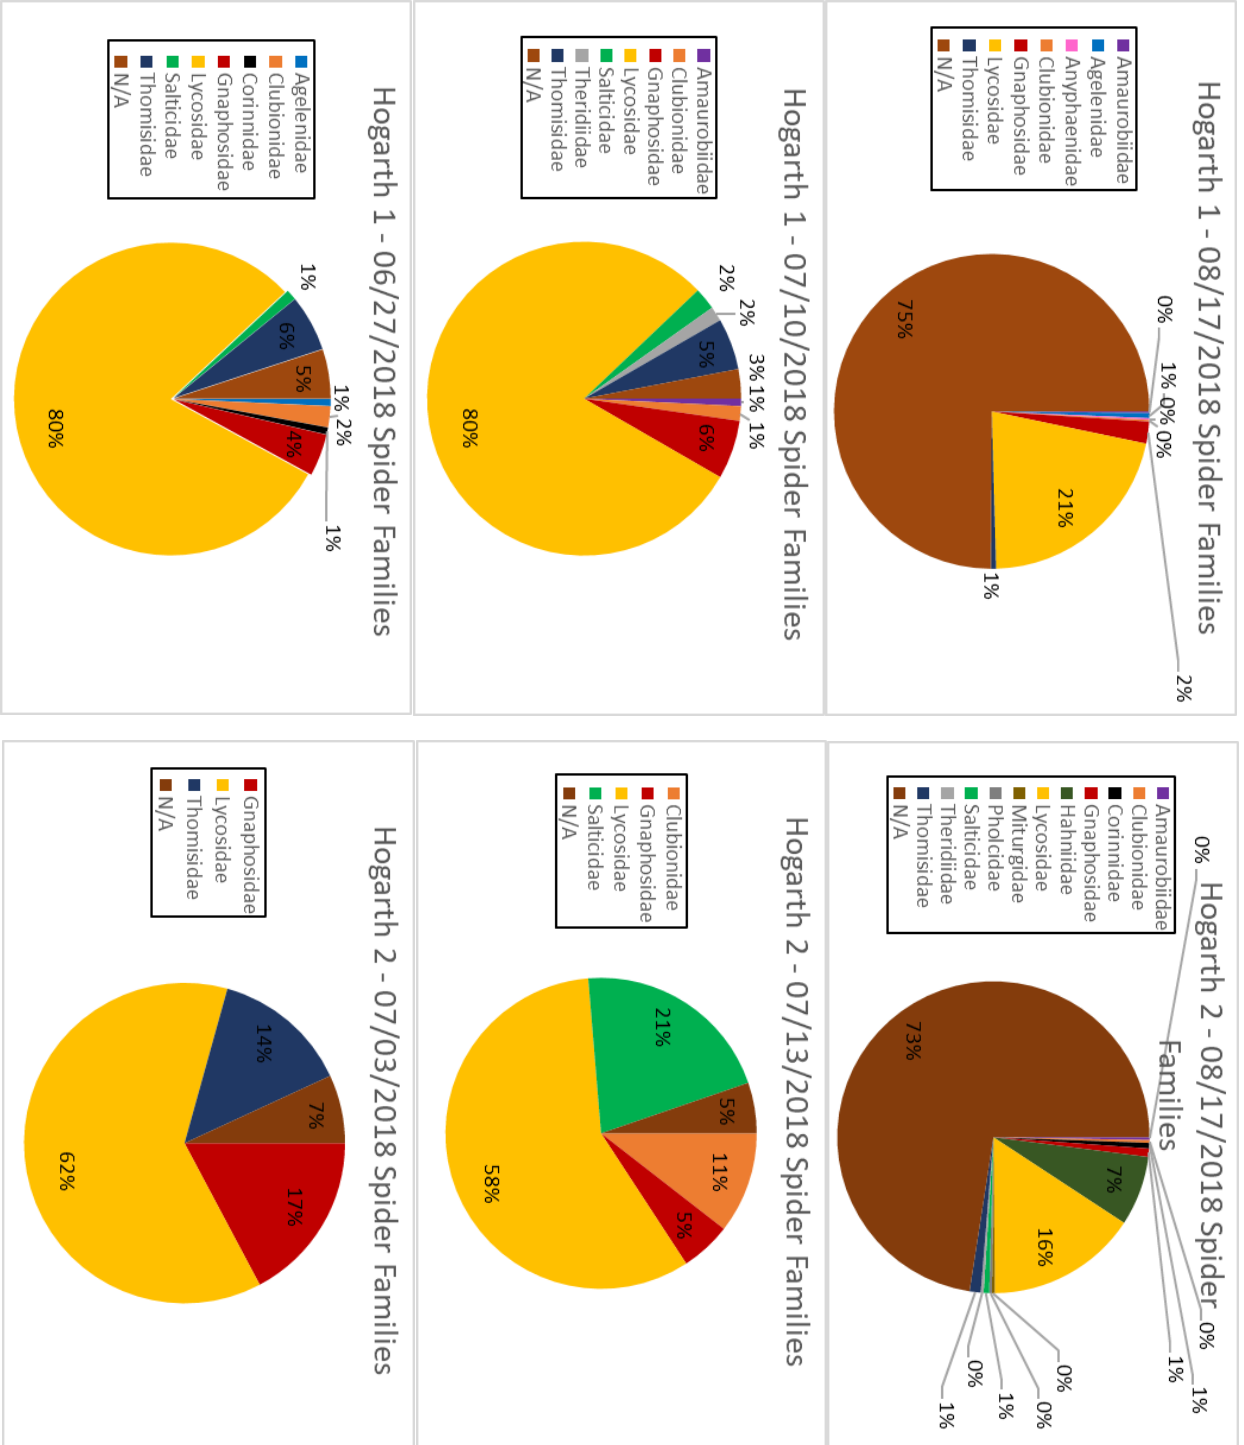 Hogarth 1 - 08/17/2018 Spider Families
Amaurobiidae
Agelenidae
Anyphaenidae
Clubionidae
Gnaphosidae
Lycosidae
Thomisidae
N/A
0%
1%
0%
0%
2%
21%
1%
75%
Hogarth 2 - 08/17/2018 Spider
Families
Amaurobiidae
Clubionidae
Corinnidae
Gnaphosidae
Hahniidae
Lycosidae
Miturgidae
Pholcidae
Salticidae
Theridiidae
Thomisidae
N/A
0%
0%
1%
1%
7%
16%
0%
0%
1%
0%
1%
73%
Hogarth 1 - 07/10/2018 Spider Families
Amaurobiidae
Clubionidae
Gnaphosidae
Lycosidae
Salticidae
Theridiidae
Thomisidae
N/A
3%
1%
1%
2%
2%
5%
6%
80%
Hogarth 2 - 07/13/2018 Spider Families
Clubionidae
Gnaphosidae
Lycosidae
Salticidae
N/A
5%
11%
21%
5%
58%
Hogarth 1 - 06/27/2018 Spider Families
Agelenidae
Clubionidae
Corinnidae
Gnaphosidae
Lycosidae
Salticidae
Thomisidae
N/A
1%
2%
1%
1%
6%
5%
4%
80%
Hogarth 2 - 07/03/2018 Spider Families
Gnaphosidae
Lycosidae
Thomisidae
N/A
7%
14%
17%
62%